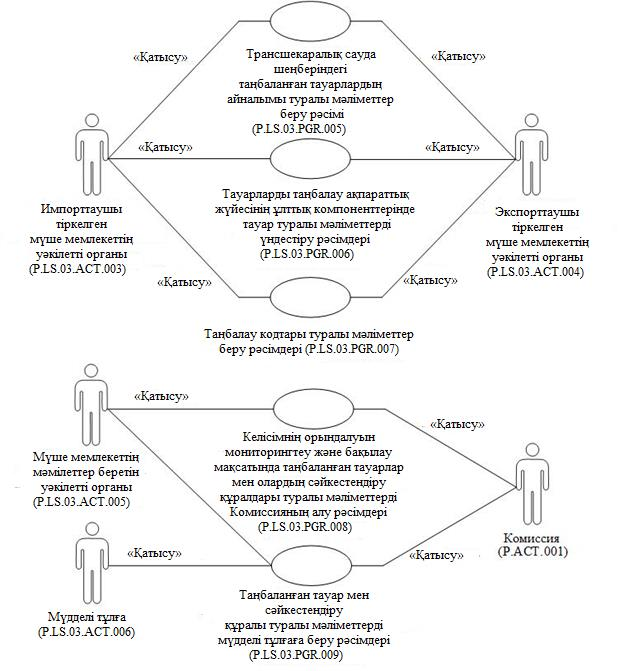 «Қатысу»
«Қатысу»
Трансшекаралық сауда
шеңберіндегі
таңбаланған тауарлардың
айналымы туралы мәліметтер
беру рәсімі
(P.LS.03.PGR.005)
«Қатысу»
«Қатысу»
Тауарларды таңбалау ақпараттық
жүйесінің ұлттық компоненттерінде
тауар туралы мәліметтерді
үндестіру рәсімдері
(P.LS.03.PGR.006)
Импорттаушы
тіркелген
мүше мемлекеттің
уәкілетті органы
(P.LS.03.ACT.003)
Экспорттаушы
тіркелген
мүше мемлекеттің
уәкілетті органы
(P.LS.03.ACT.004)
«Қатысу»
«Қатысу»
Таңбалау кодтары туралы мәліметтер
беру рәсімдері (P.LS.03.PGR.007)
«Қатысу»
«Қатысу»
Мүше мемлекеттің
мәмілеттер беретін
уәкілетті органы
(P.LS.03.ACT.005)
Келісімнің орындалуын
мониторингтеу және бақылау
мақсатында таңбаланған тауарлар
мен олардың сәйкестендіру
құралдары туралы мәліметтерді
Комиссияның алу рәсімдері
(P.LS.03.PGR.008)
Комиссия
(P.ACT.001)
«Қатысу»
«Қатысу»
Мүдделі тұлға
(P.LS.03.ACT.006)
Таңбаланған тауар мен
сәйкестендіру
құралы туралы мәліметтерді
мүдделі тұлғаға беру рәсімдері
(P.LS.03.PGR.009)